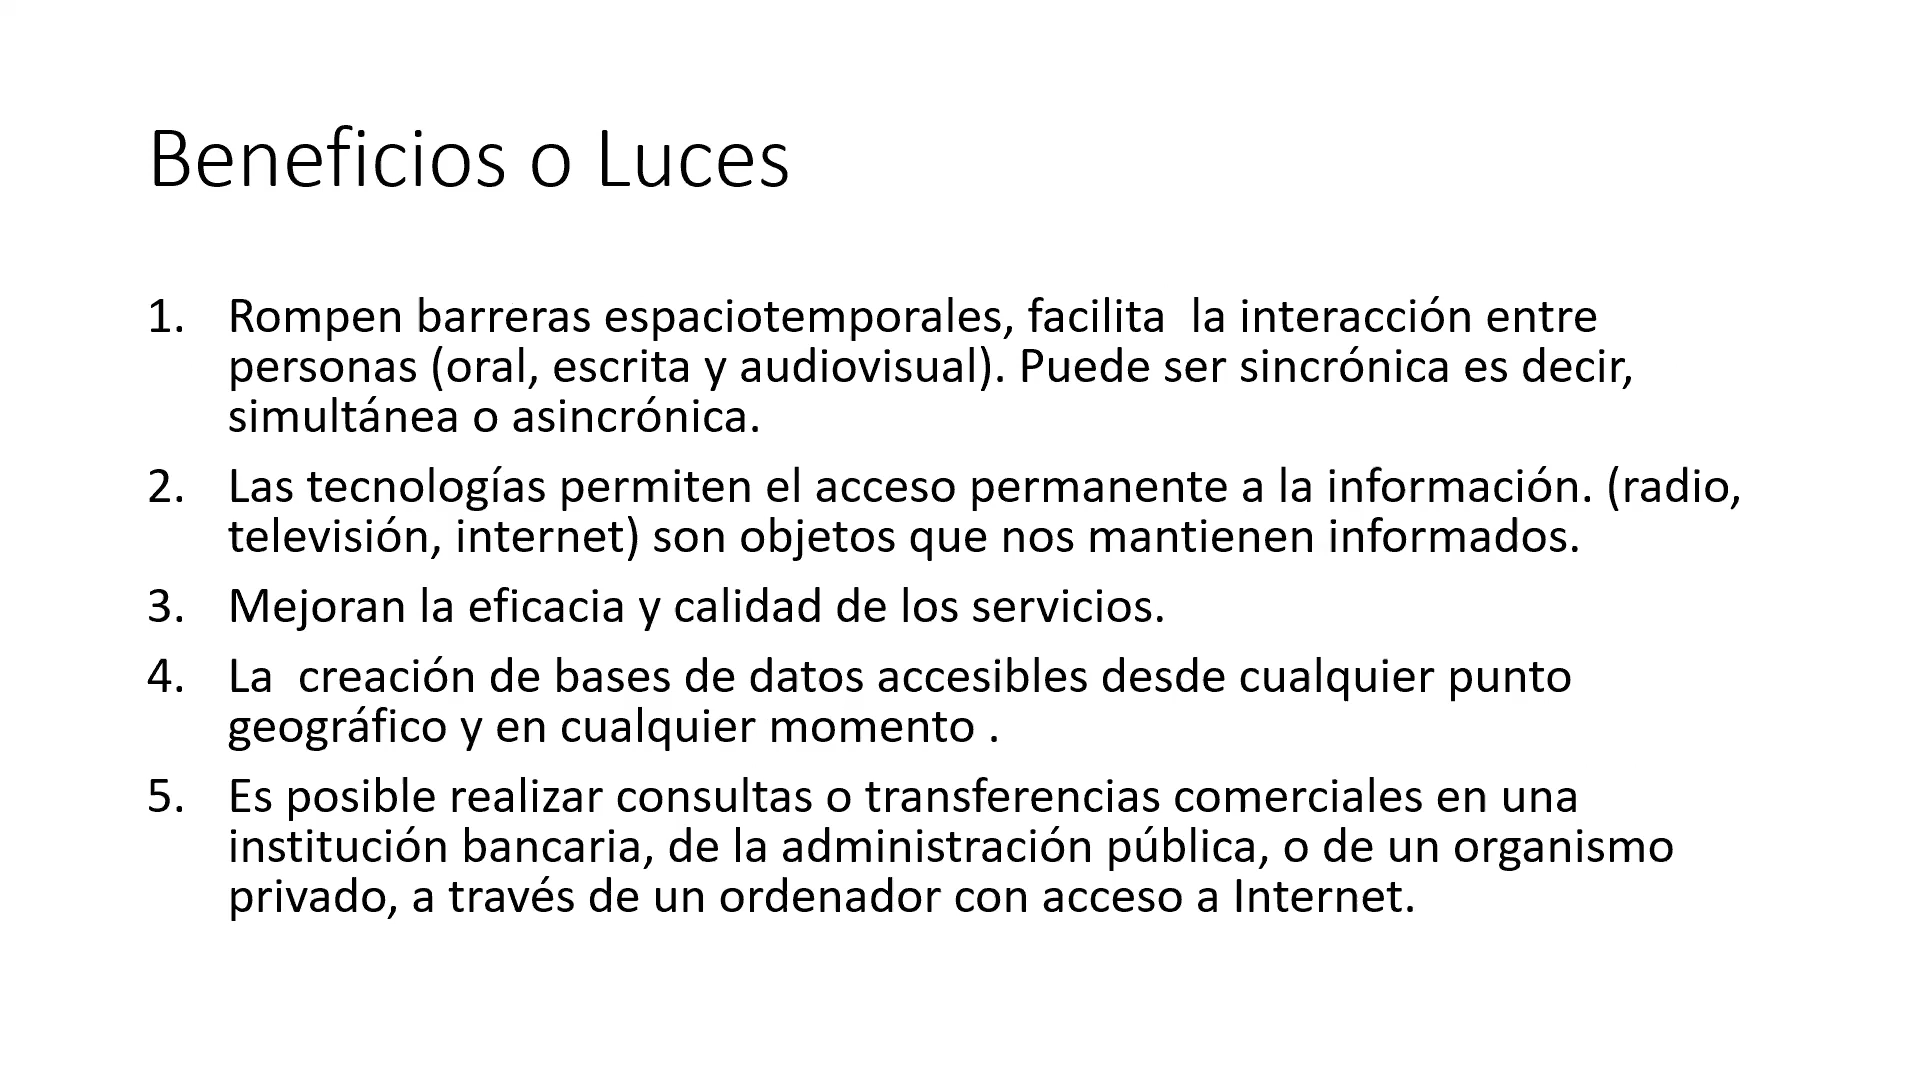 Beneficios o Luces
1. Rompen barreras espaciotemporales, facilita  la interacción entre
personas (oral, escrita y audiovisual). Puede ser sincrónica es decir,
simultánea o asincrónica.
2. Las tecnologías permiten el acceso permanente a la información. (radio,
televisión, internet) son objetos que nos mantienen informados.
3. Mejoran la eficacia y calidad de los servicios.
4. La  creación de bases de datos accesibles desde cualquier punto
geográfico y en cualquier momento .
5. Es posible realizar consultas o transferencias comerciales en una
institución bancaria, de la administración pública, o de un organismo
privado, a través de un ordenador con acceso a Internet.